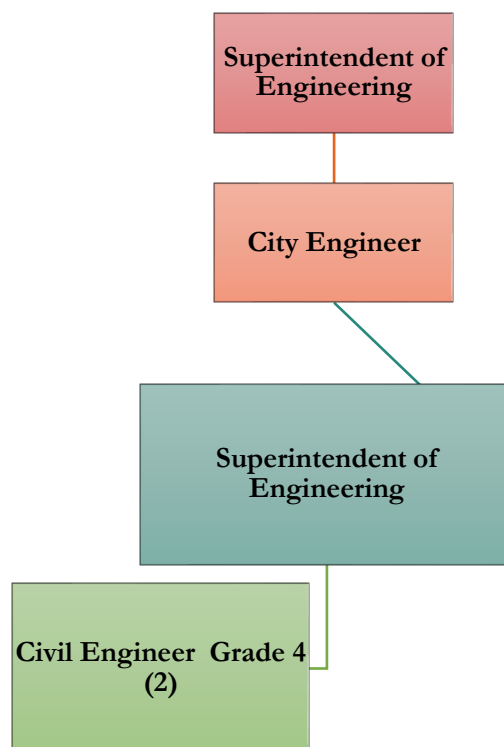 Superintendent of
Engineering
City Engineer
Superintendent of
Engineering
Civil Engineer  Grade 4
(2)